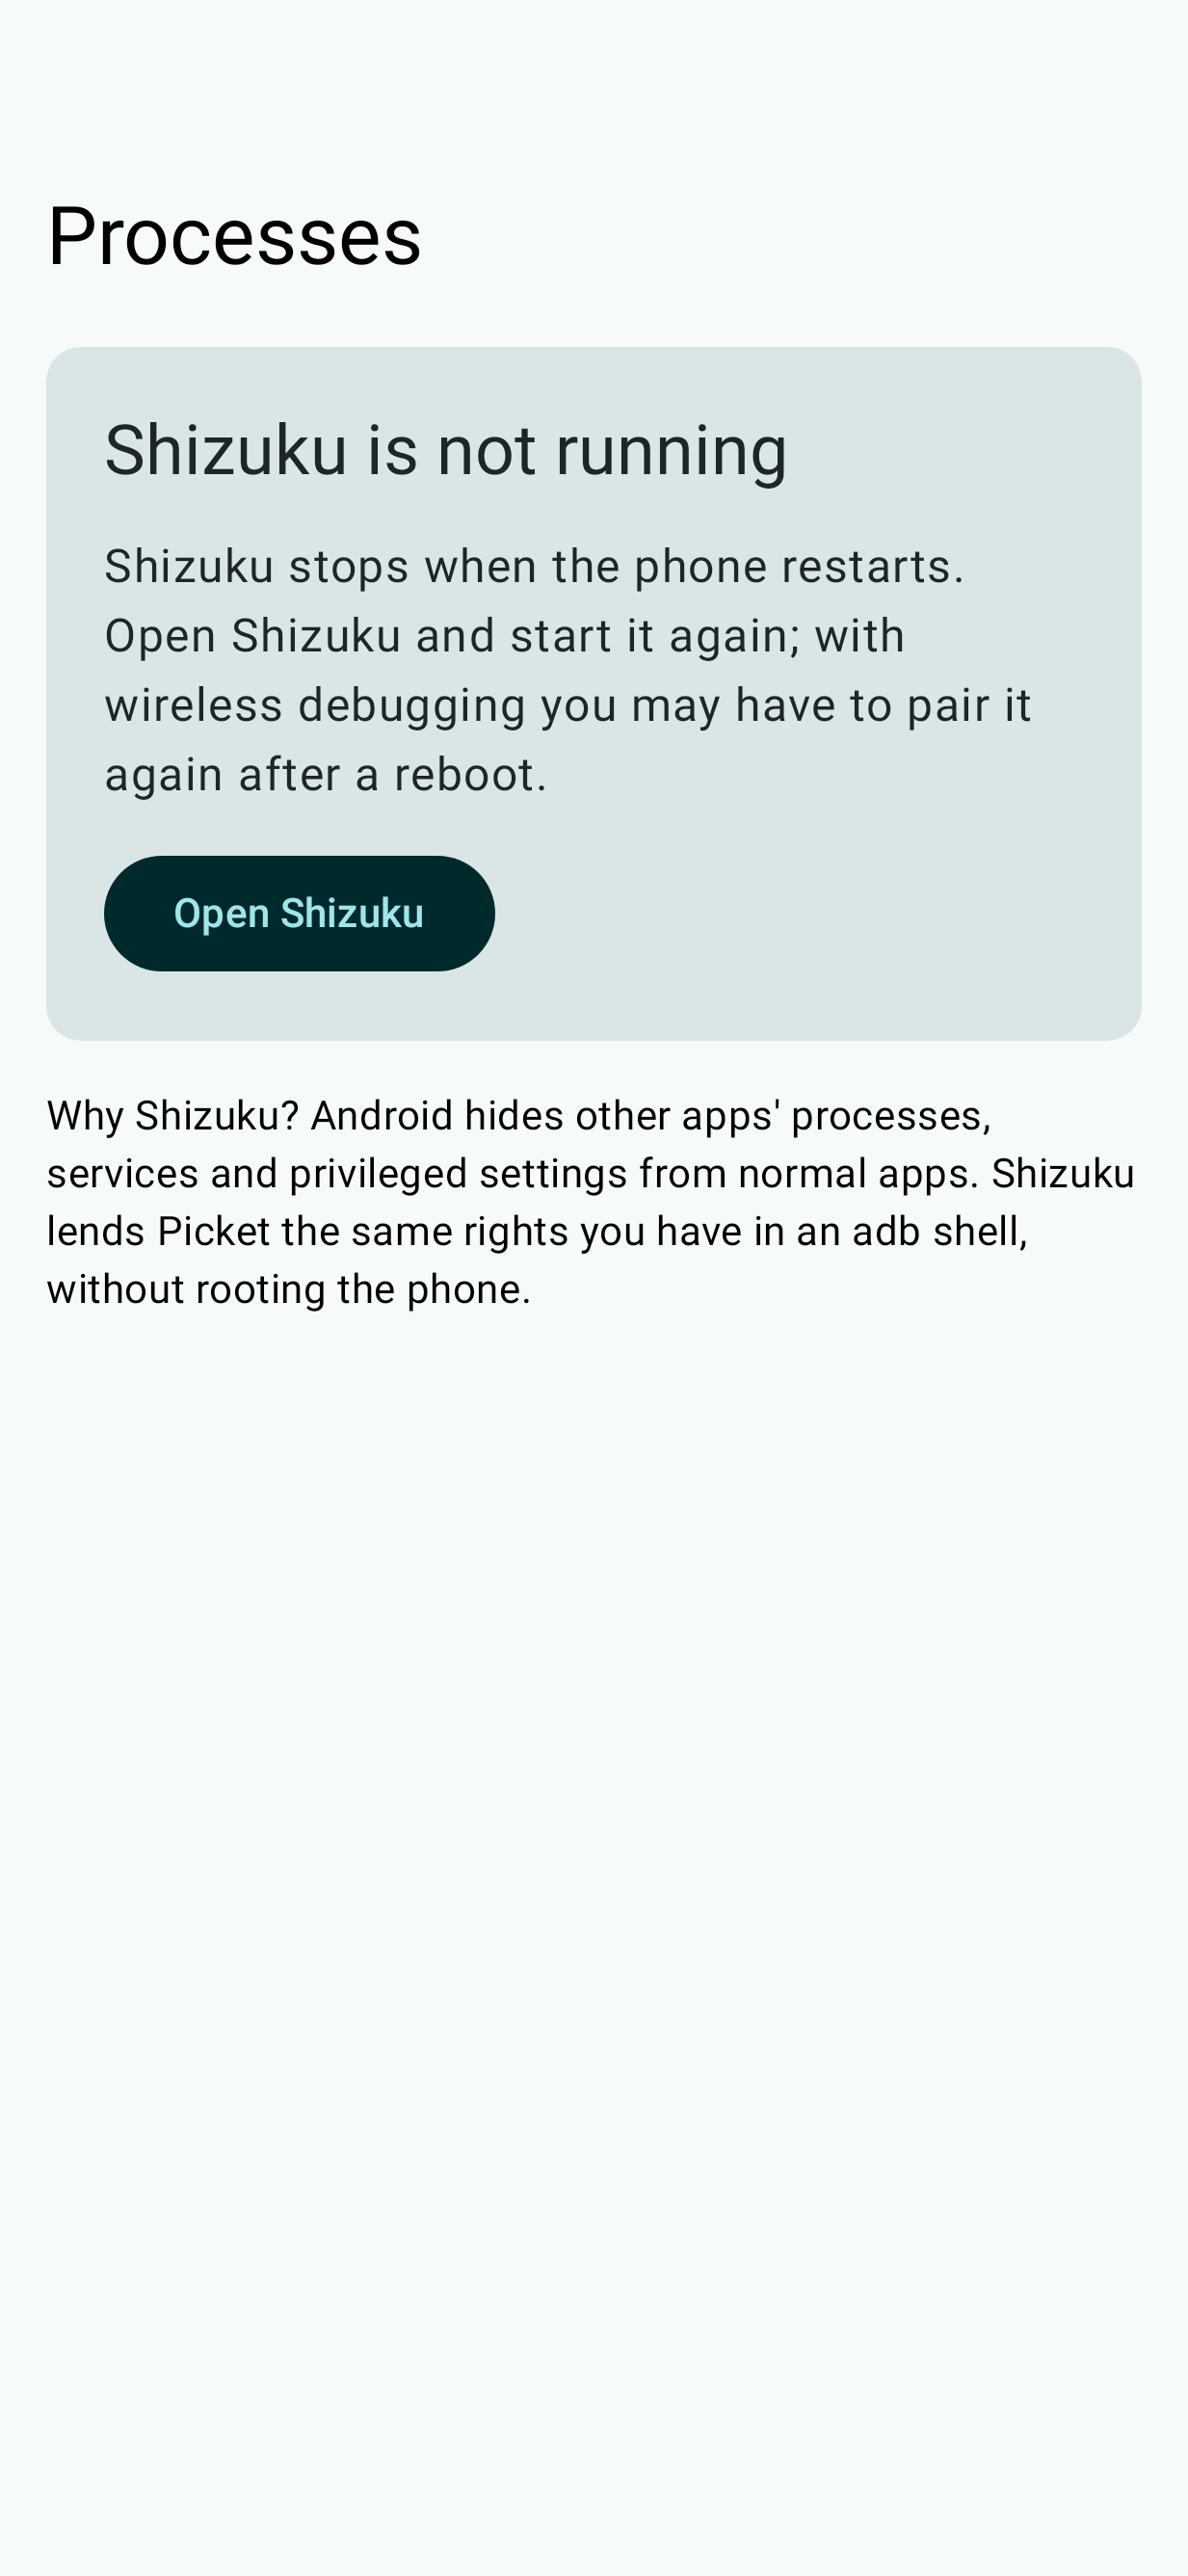 Processes
Shizuku is not running
Shizuku stops when the phone restarts.
Open Shizuku and start it again; with
wireless debugging you may have to pair it
again after a reboot.
Open Shizuku
Why Shizuku? Android hides other apps' processes,
services and privileged settings from normal apps. Shizuku
lends Picket the same rights you have in an adb shell,
without rooting the phone.